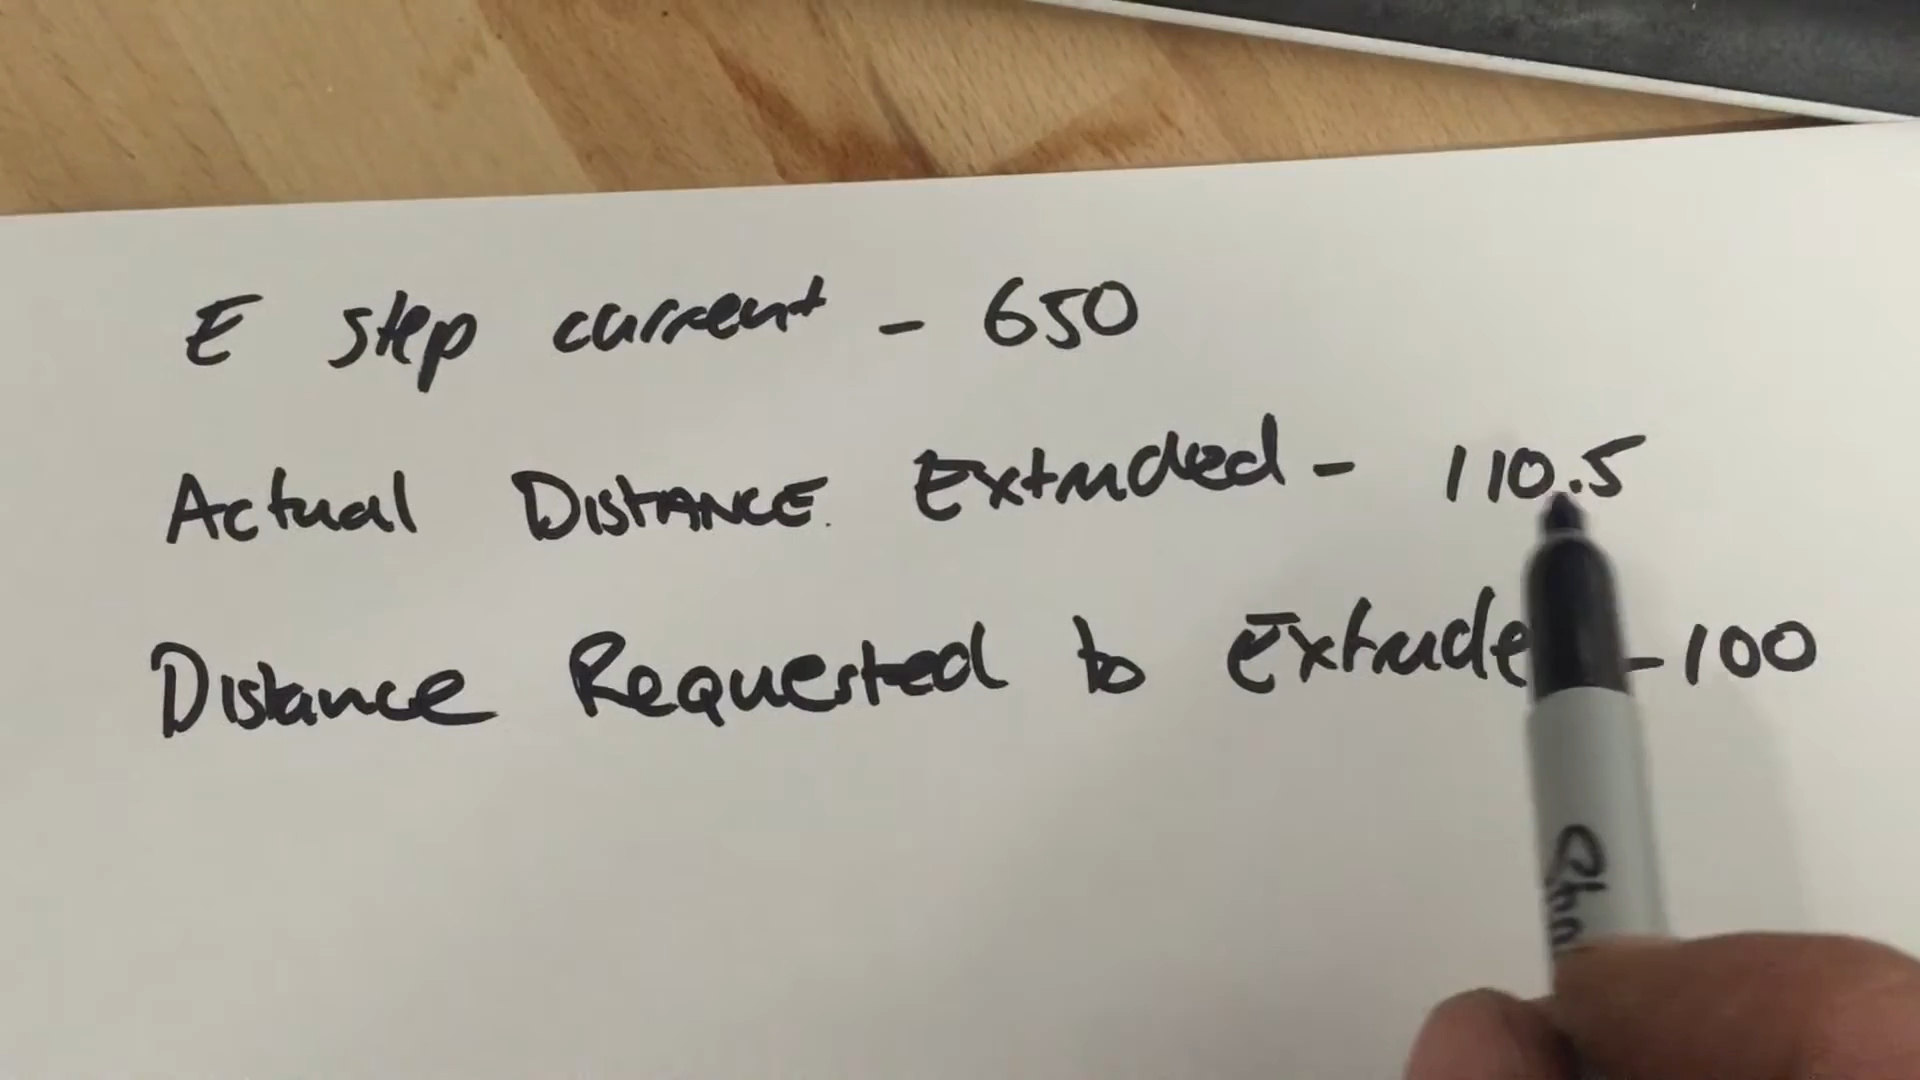 E step current - 650
Actual DISTANCE Extruded - 110.5
Distance Requested to Extrude - 100